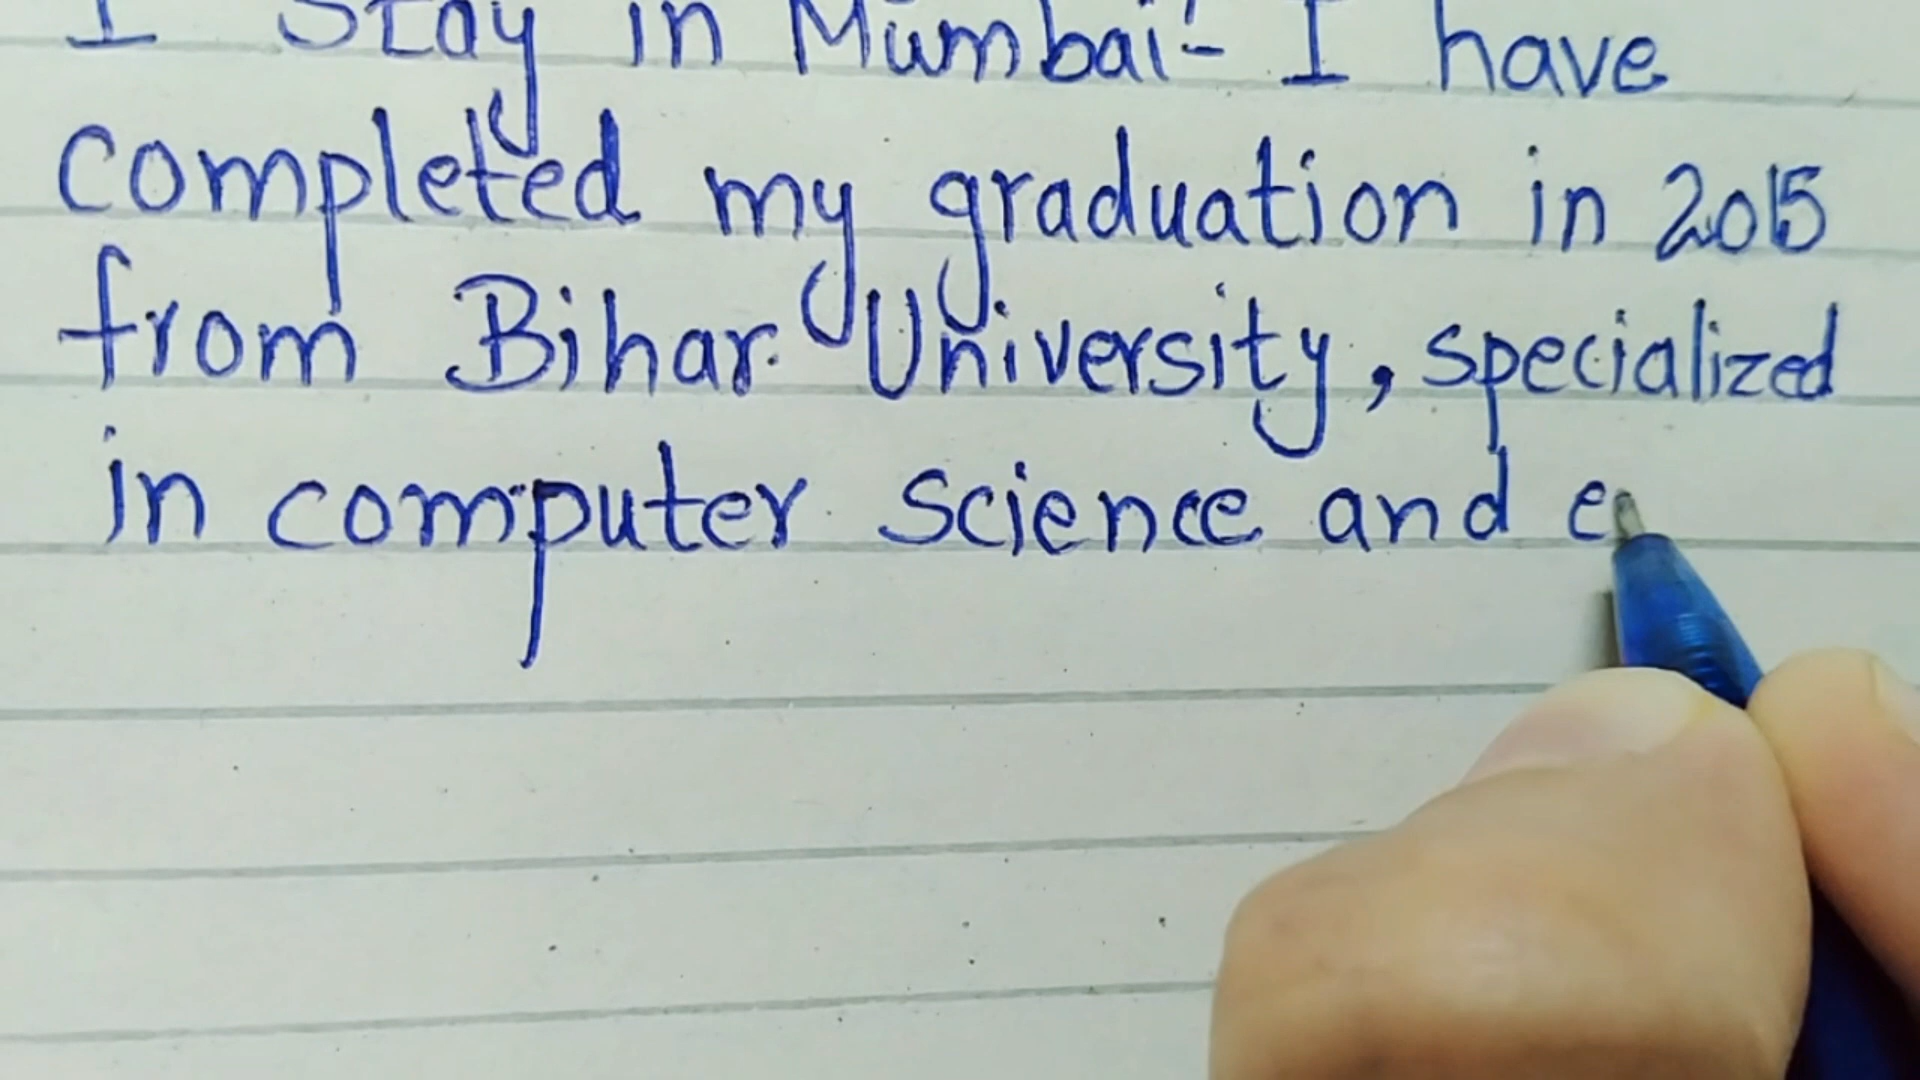 I stay in Mumbai - I have
completed my graduation in 2015
from Bihar University, specialized
in computer science and e